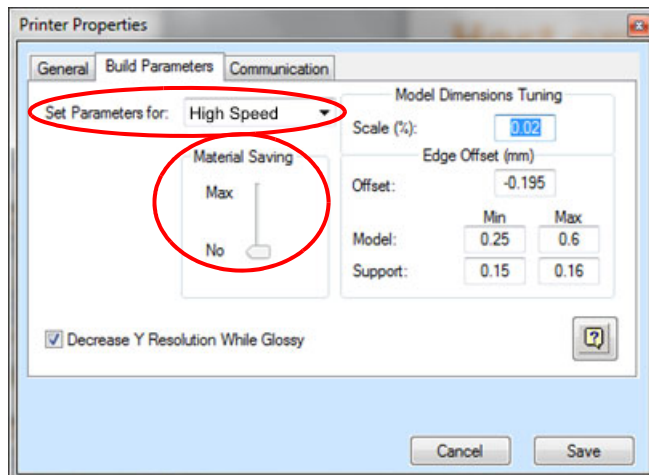 Printer Properties
General Build Parameters Communication
Set Parameters for: High Speed
Material Saving
Max
No
Model Dimensions Tuning
Scale (%): 0.02
Edge Offset (mm)
Offset: -0.195
Min Max
Model: 0.25 0.6
Support: 0.15 0.16
Decrease Y Resolution While Glossy
Cancel Save